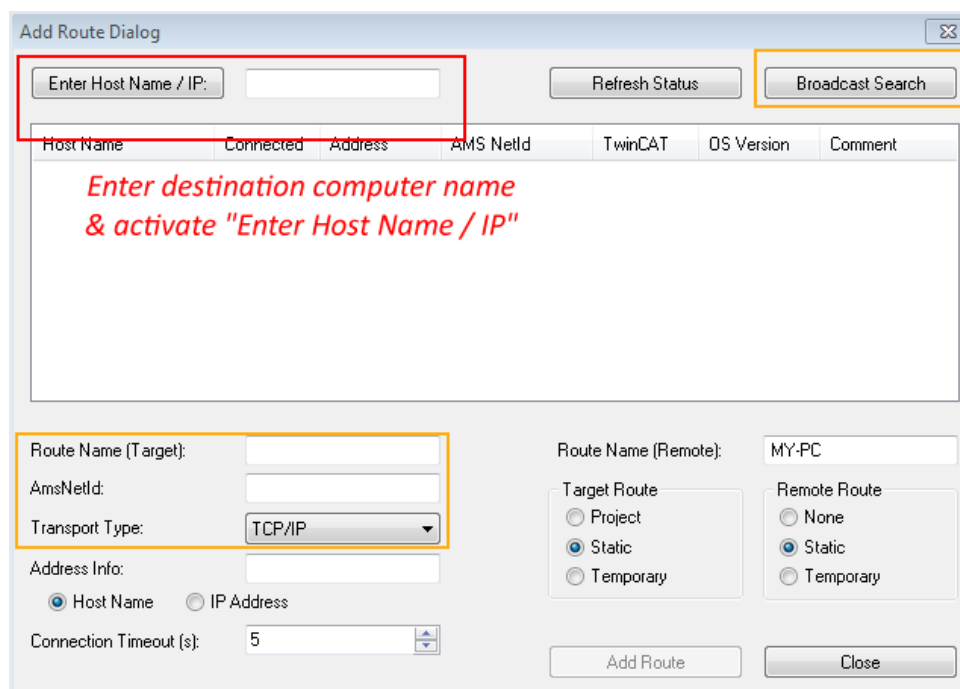 Add Route Dialog
Enter Host Name / IP:
Refresh Status
Broadcast Search
Host Name Connected Address AMS NetId TwinCAT OS Version Comment
Enter destination computer name
& activate "Enter Host Name / IP"
Route Name (Target):
Route Name (Remote): MY-PC
AmsNetId:
Target Route
Remote Route
Transport Type: TCP/IP
Project
None
Static
Static
Address Info:
Temporary
Temporary
Host Name
IP Address
Connection Timeout (s): 5
Add Route
Close